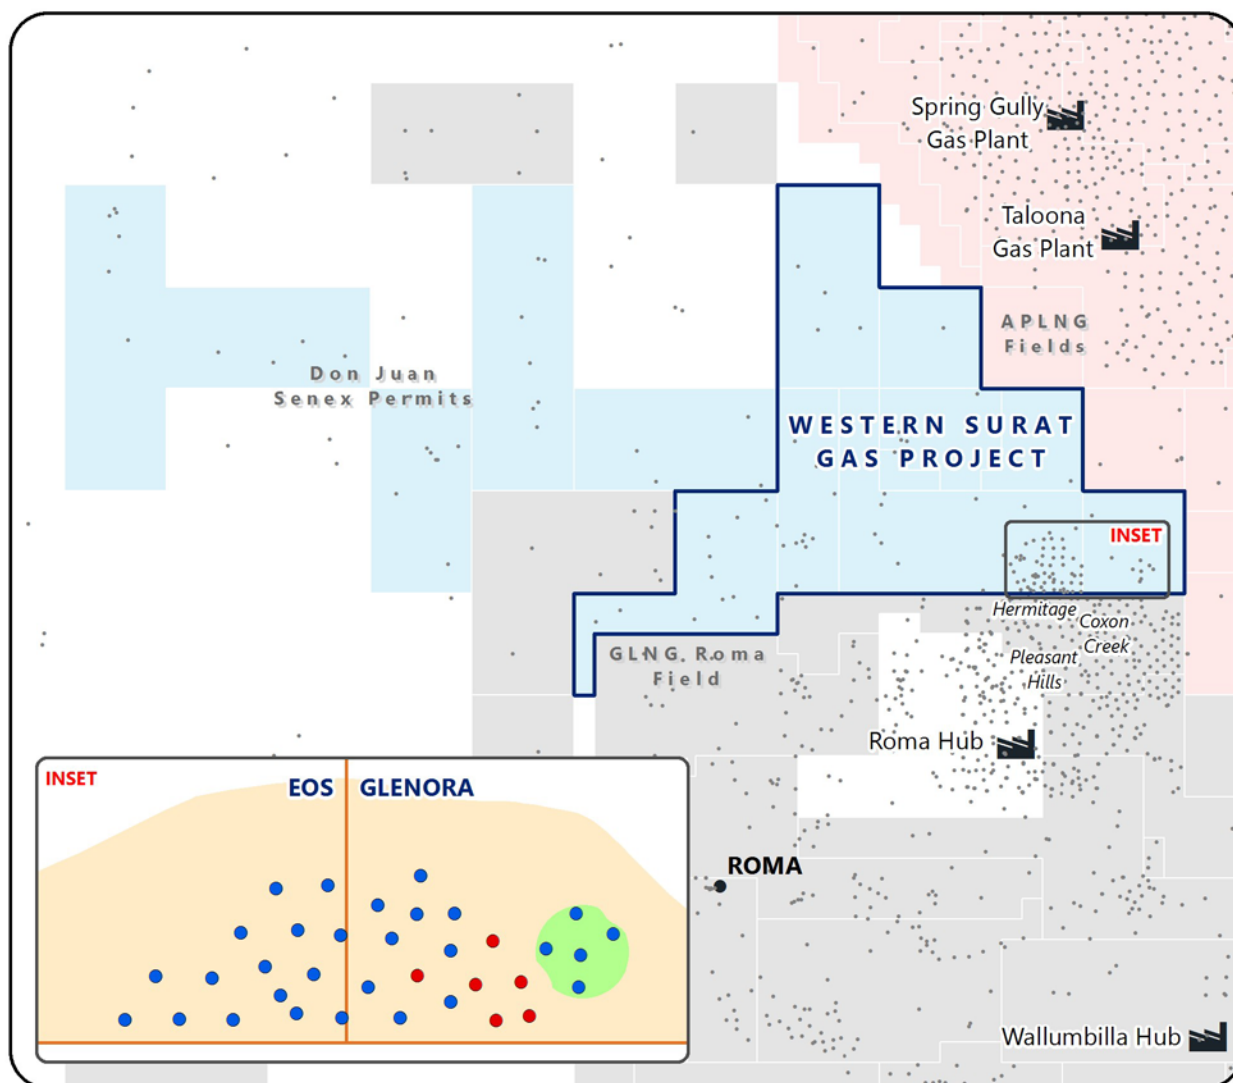 Spring Gully
Gas Plant
Taloona
Gas Plant
APLNG
Fields
Don Juan
Senex Permits
WESTERN SURAT
GAS PROJECT
INSET
Hermitage
Coxon
Creek
Pleasant
Hills
GLNG Roma
Field
Roma Hub
INSET
EOS
GLENORA
ROMA
Wallumbilla Hub